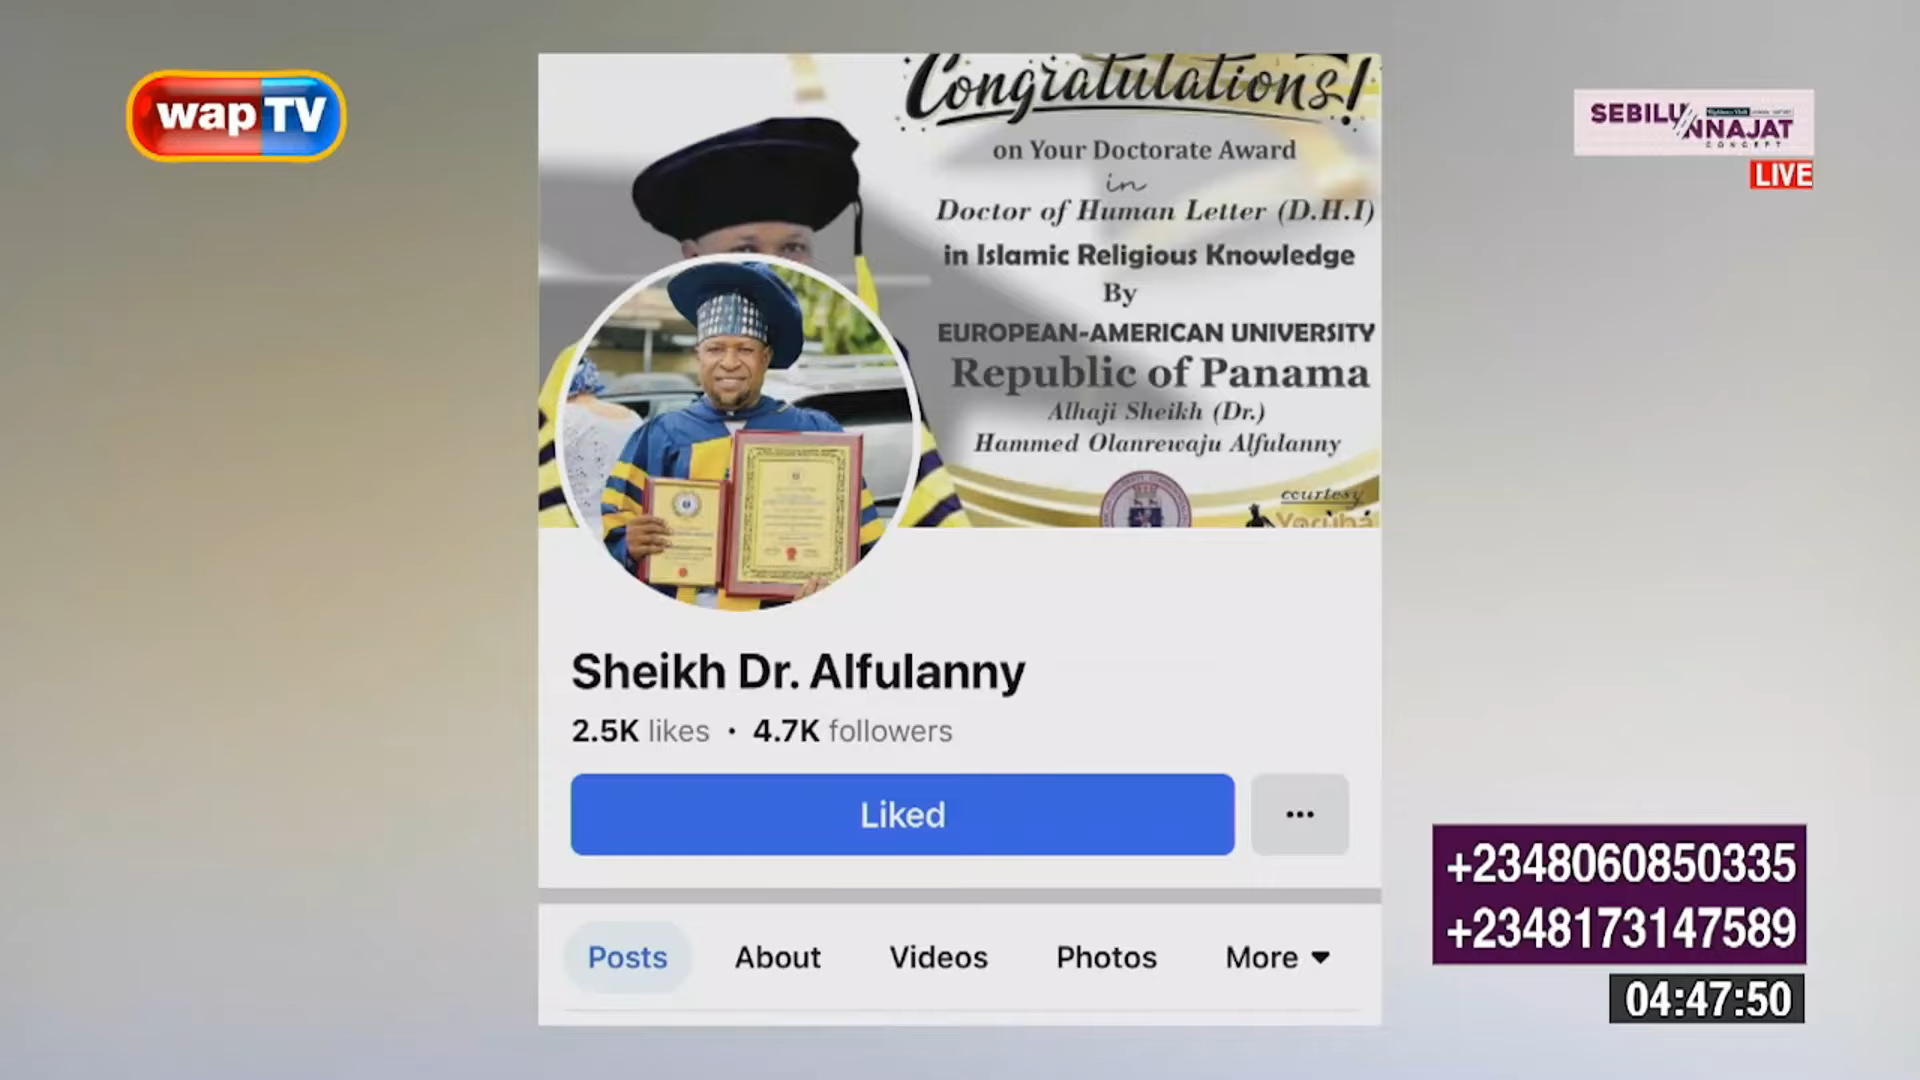 wap TV
SEBILUNNAJAT
CONCEPT
LIVE
Congratulations!
on Your Doctorate Award
in
Doctor of Human Letter (D.H.I)
in Islamic Religious Knowledge
By
EUROPEAN-AMERICAN UNIVERSITY
Republic of Panama
Alhaji Sheikh (Dr.)
Hammed Olanrewaju Alfulanny
courtesy
Yoruba
Sheikh Dr. Alfulanny
2.5K likes · 4.7K followers
Liked
Posts About Videos Photos More
+2348060850335
+2348173147589
04:47:50